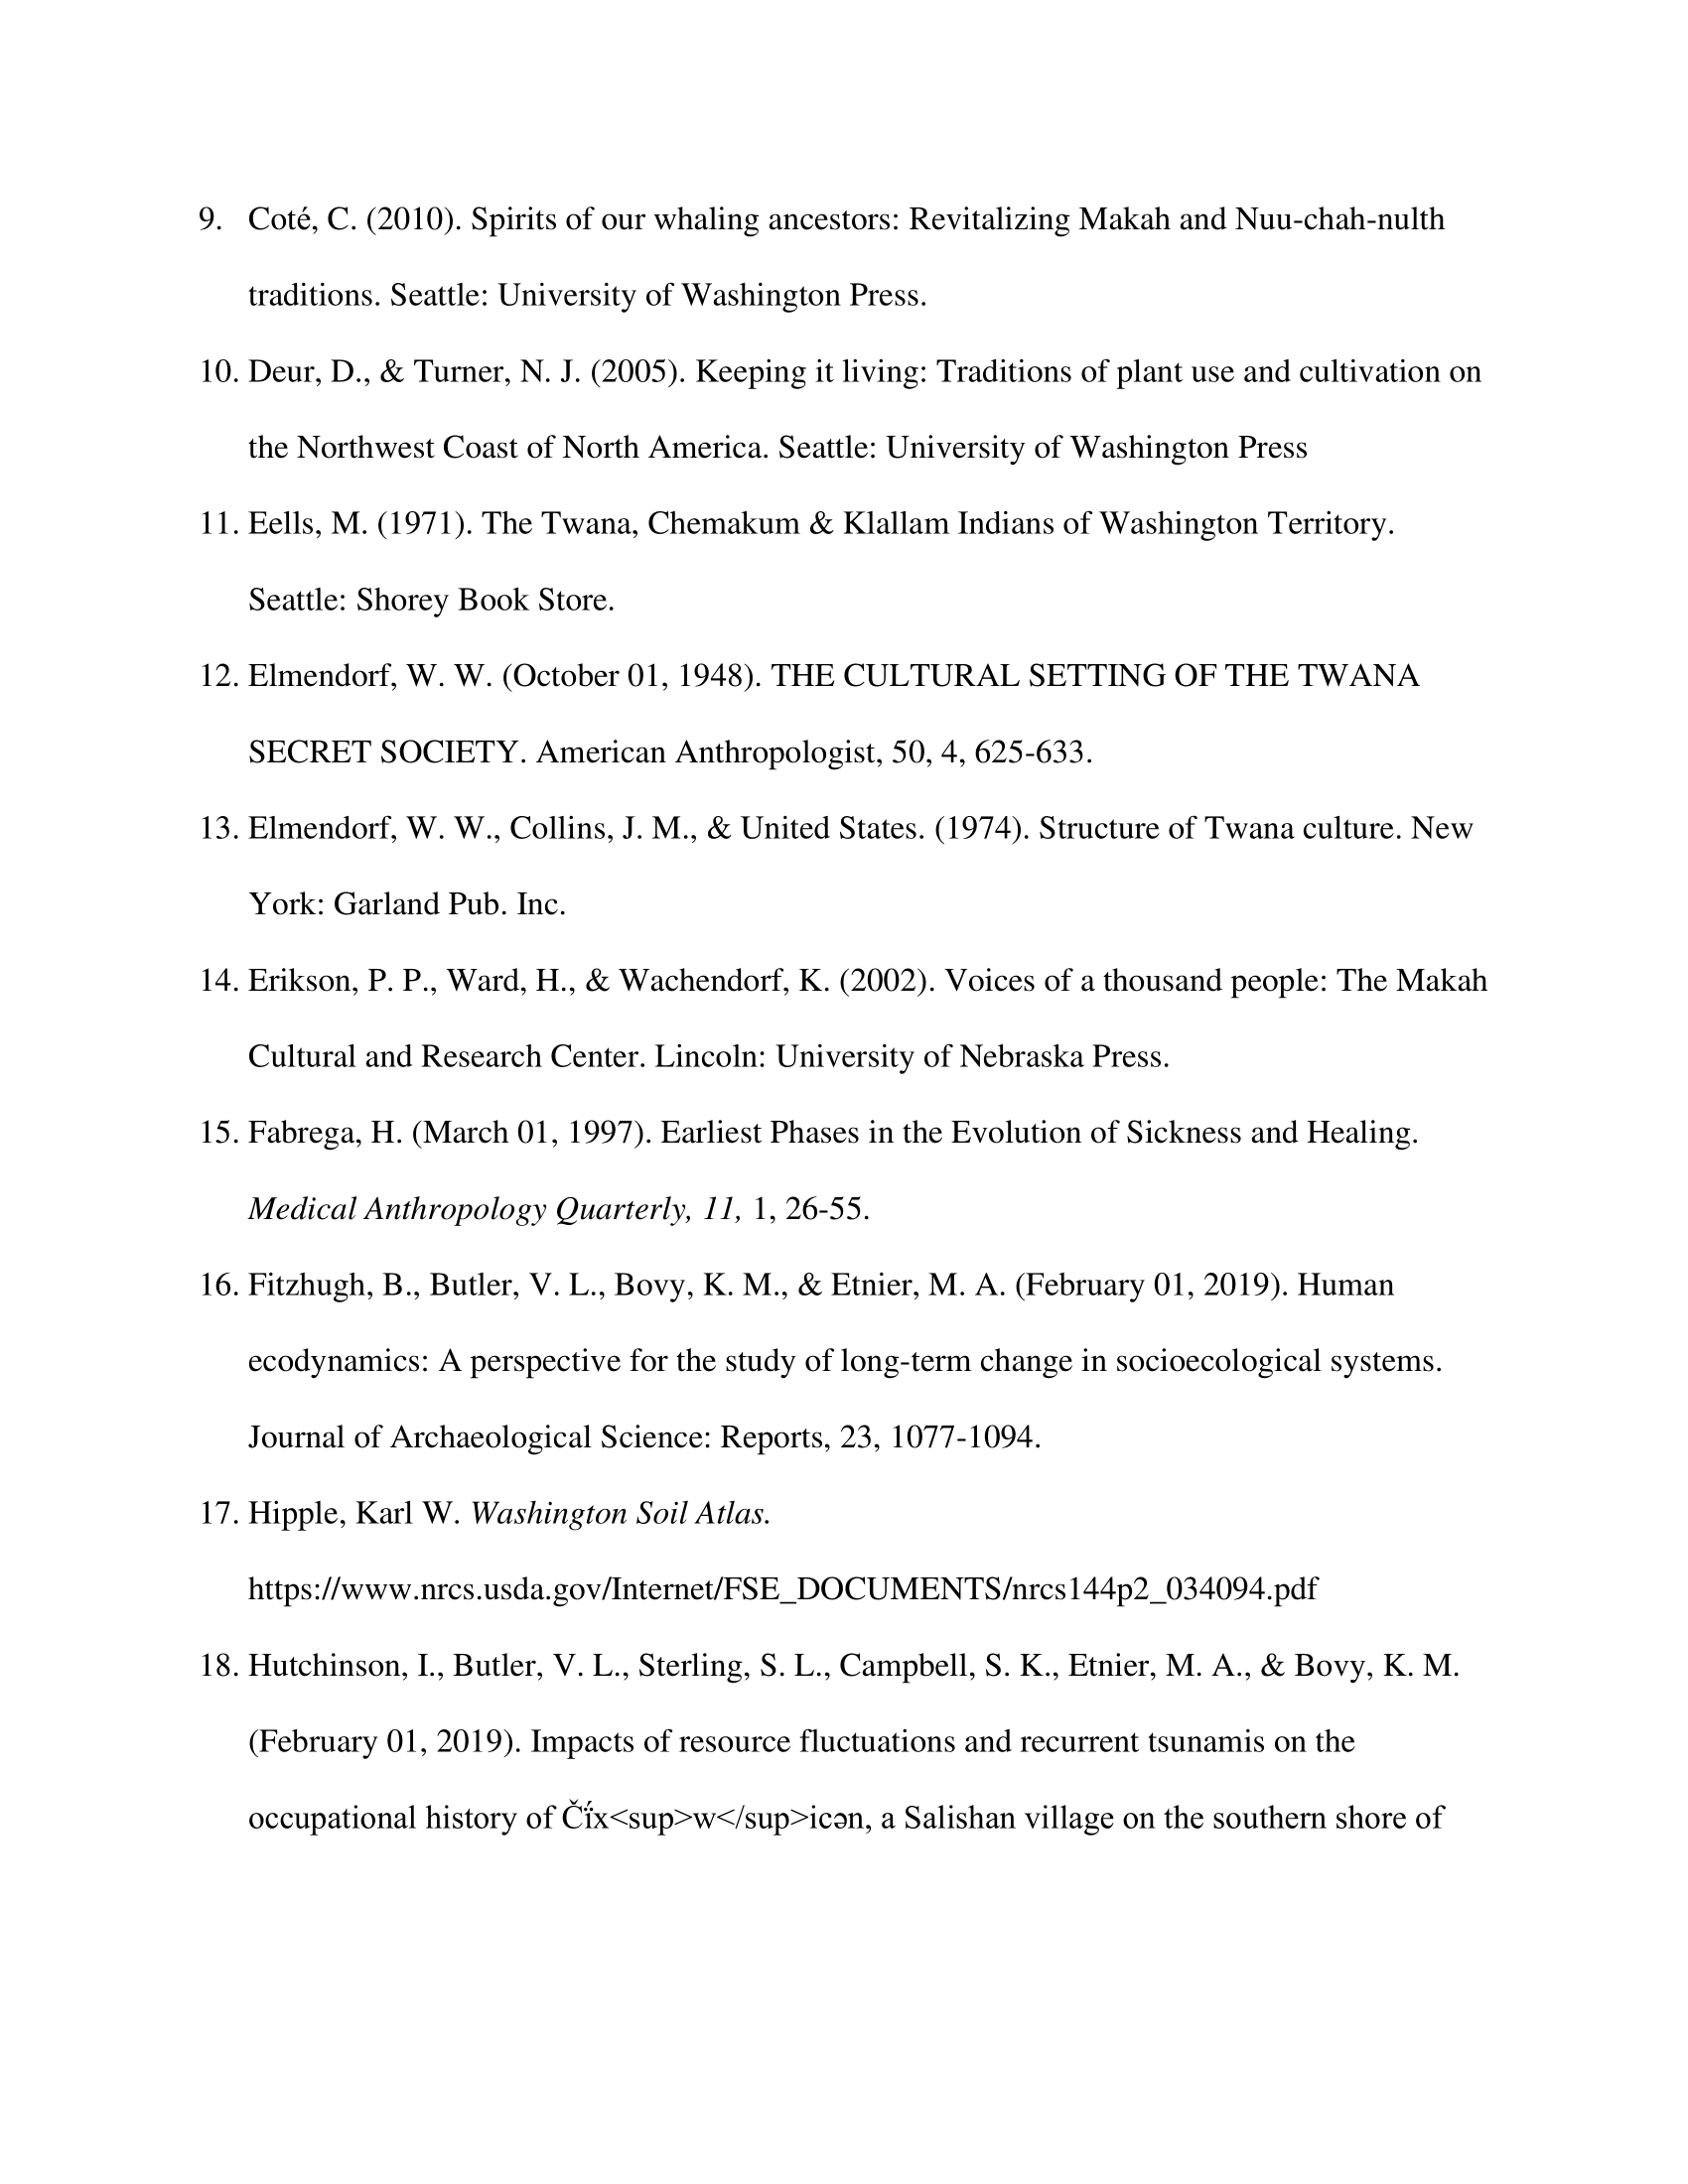 9. Coté, C. (2010). Spirits of our whaling ancestors: Revitalizing Makah and Nuu-chah-nulth
traditions. Seattle: University of Washington Press.
10. Deur, D., & Turner, N. J. (2005). Keeping it living: Traditions of plant use and cultivation on
the Northwest Coast of North America. Seattle: University of Washington Press
11. Eells, M. (1971). The Twana, Chemakum & Klallam Indians of Washington Territory.
Seattle: Shorey Book Store.
12. Elmendorf, W. W. (October 01, 1948). THE CULTURAL SETTING OF THE TWANA
SECRET SOCIETY. American Anthropologist, 50, 4, 625-633.
13. Elmendorf, W. W., Collins, J. M., & United States. (1974). Structure of Twana culture. New
York: Garland Pub. Inc.
14. Erikson, P. P., Ward, H., & Wachendorf, K. (2002). Voices of a thousand people: The Makah
Cultural and Research Center. Lincoln: University of Nebraska Press.
15. Fabrega, H. (March 01, 1997). Earliest Phases in the Evolution of Sickness and Healing.
Medical Anthropology Quarterly, 11, 1, 26-55.
16. Fitzhugh, B., Butler, V. L., Bovy, K. M., & Etnier, M. A. (February 01, 2019). Human
ecodynamics: A perspective for the study of long-term change in socioecological systems.
Journal of Archaeological Science: Reports, 23, 1077-1094.
17. Hipple, Karl W. Washington Soil Atlas.
https://www.nrcs.usda.gov/Internet/FSE_DOCUMENTS/nrcs144p2_034094.pdf
18. Hutchinson, I., Butler, V. L., Sterling, S. L., Campbell, S. K., Etnier, M. A., & Bovy, K. M.
(February 01, 2019). Impacts of resource fluctuations and recurrent tsunamis on the
occupational history of Čḯx<sup>w</sup>icən, a Salishan village on the southern shore of